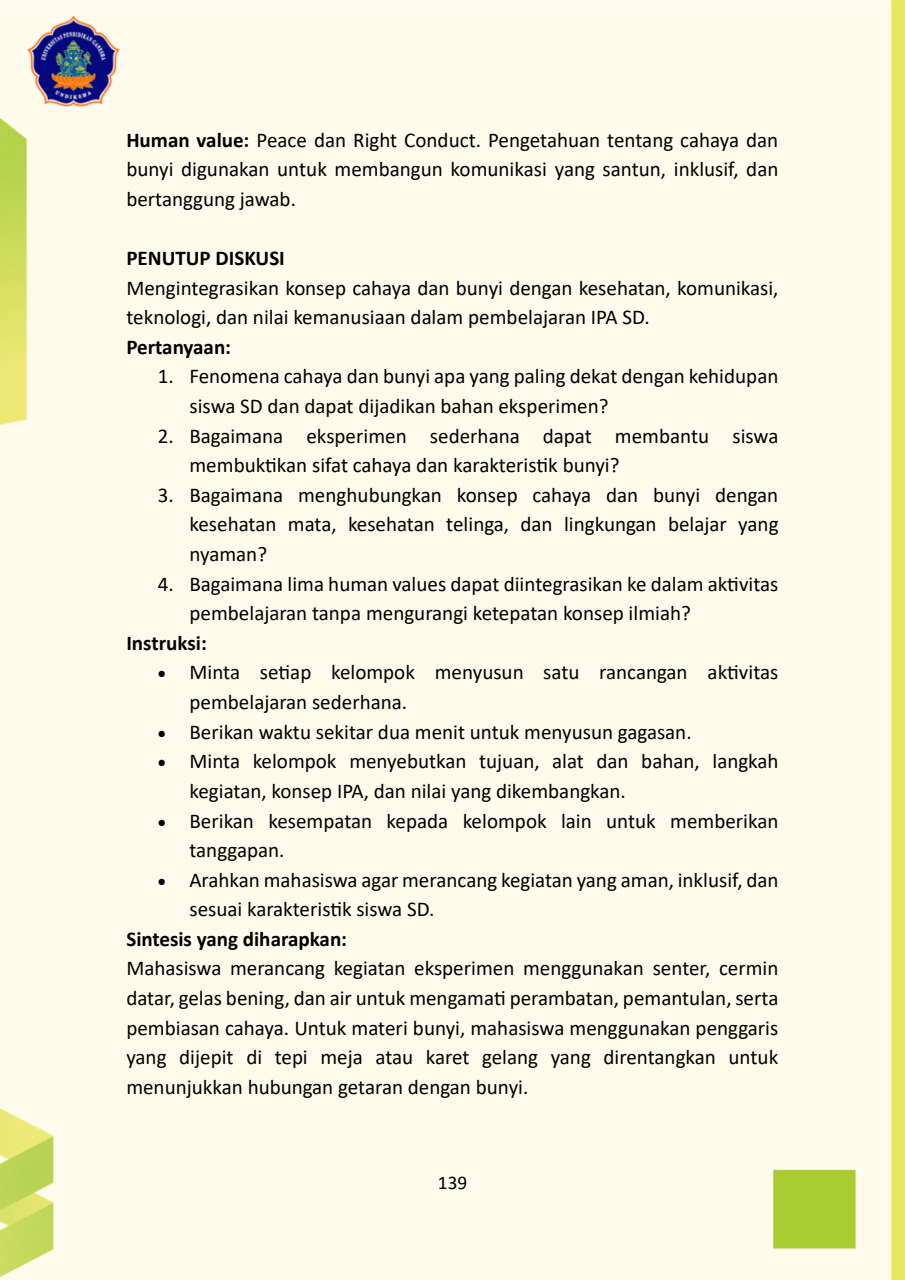 UNIVERSITAS PENDIDIKAN GANESHA
UNDIKSHA
Human value: Peace dan Right Conduct. Pengetahuan tentang cahaya dan
bunyi digunakan untuk membangun komunikasi yang santun, inklusif, dan
bertanggung jawab.
PENUTUP DISKUSI
Mengintegrasikan konsep cahaya dan bunyi dengan kesehatan, komunikasi,
teknologi, dan nilai kemanusiaan dalam pembelajaran IPA SD.
Pertanyaan:
1. Fenomena cahaya dan bunyi apa yang paling dekat dengan kehidupan
siswa SD dan dapat dijadikan bahan eksperimen?
2. Bagaimana eksperimen sederhana dapat membantu siswa
membuktikan sifat cahaya dan karakteristik bunyi?
3. Bagaimana menghubungkan konsep cahaya dan bunyi dengan
kesehatan mata, kesehatan telinga, dan lingkungan belajar yang
nyaman?
4. Bagaimana lima human values dapat diintegrasikan ke dalam aktivitas
pembelajaran tanpa mengurangi ketepatan konsep ilmiah?
Instruksi:
• Minta setiap kelompok menyusun satu rancangan aktivitas
pembelajaran sederhana.
• Berikan waktu sekitar dua menit untuk menyusun gagasan.
• Minta kelompok menyebutkan tujuan, alat dan bahan, langkah
kegiatan, konsep IPA, dan nilai yang dikembangkan.
• Berikan kesempatan kepada kelompok lain untuk memberikan
tanggapan.
• Arahkan mahasiswa agar merancang kegiatan yang aman, inklusif, dan
sesuai karakteristik siswa SD.
Sintesis yang diharapkan:
Mahasiswa merancang kegiatan eksperimen menggunakan senter, cermin
datar, gelas bening, dan air untuk mengamati perambatan, pemantulan, serta
pembiasan cahaya. Untuk materi bunyi, mahasiswa menggunakan penggaris
yang dijepit di tepi meja atau karet gelang yang direntangkan untuk
menunjukkan hubungan getaran dengan bunyi.
139